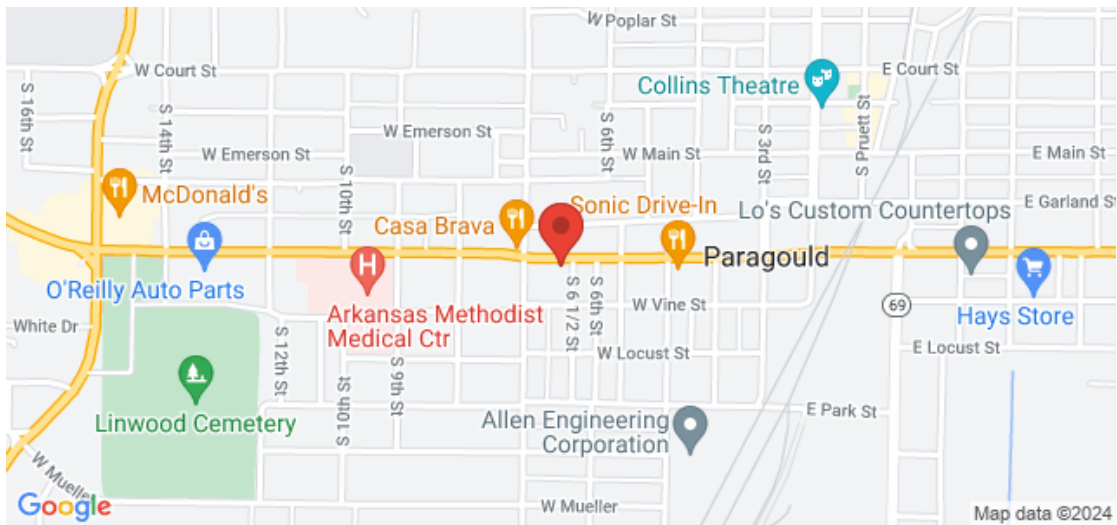 W Poplar St
W Court St
E Court St
Collins Theatre
S 16th St
S 14th St
W Emerson St
S 6th St
S 3rd St
S Pruett St
W Emerson St
W Main St
E Main St
McDonald's
S 10th St
Casa Brava
Sonic Drive-In
E Garland St
Lo's Custom Countertops
Paragould
O'Reilly Auto Parts
Arkansas Methodist
Medical Ctr
W Vine St
69
Hays Store
White Dr
S 12th St
S 6 1/2 St
S 6th St
W Locust St
E Locust St
S 9th St
S 10th St
Linwood Cemetery
Allen Engineering
Corporation
E Park St
W Mueller
W Mueller
Google
Map data ©2024